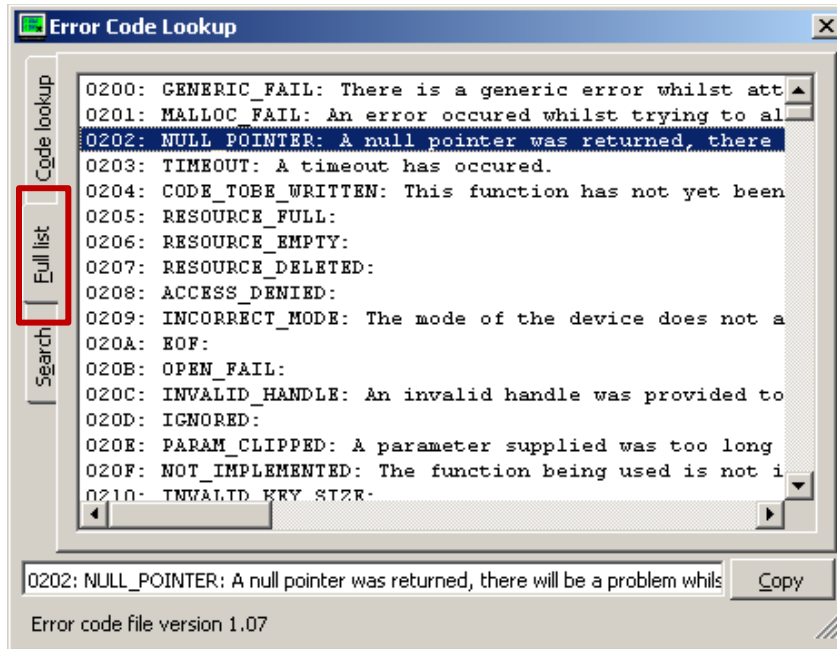 Error Code Lookup
Code lookup
Full list
Search
0200: GENERIC_FAIL: There is a generic error whilst att
0201: MALLOC_FAIL: An error occured whilst trying to al
0202: NULL_POINTER: A null pointer was returned, there
0203: TIMEOUT: A timeout has occured.
0204: CODE_TOBE_WRITTEN: This function has not yet been
0205: RESOURCE_FULL:
0206: RESOURCE_EMPTY:
0207: RESOURCE_DELETED:
0208: ACCESS_DENIED:
0209: INCORRECT_MODE: The mode of the device does not a
020A: EOF:
020B: OPEN_FAIL:
020C: INVALID_HANDLE: An invalid handle was provided to
020D: IGNORED:
020E: PARAM_CLIPPED: A parameter supplied was too long
020F: NOT_IMPLEMENTED: The function being used is not i
0210: INVALID_KEY_SIZE:
0202: NULL_POINTER: A null pointer was returned, there will be a problem whils
Copy
Error code file version 1.07